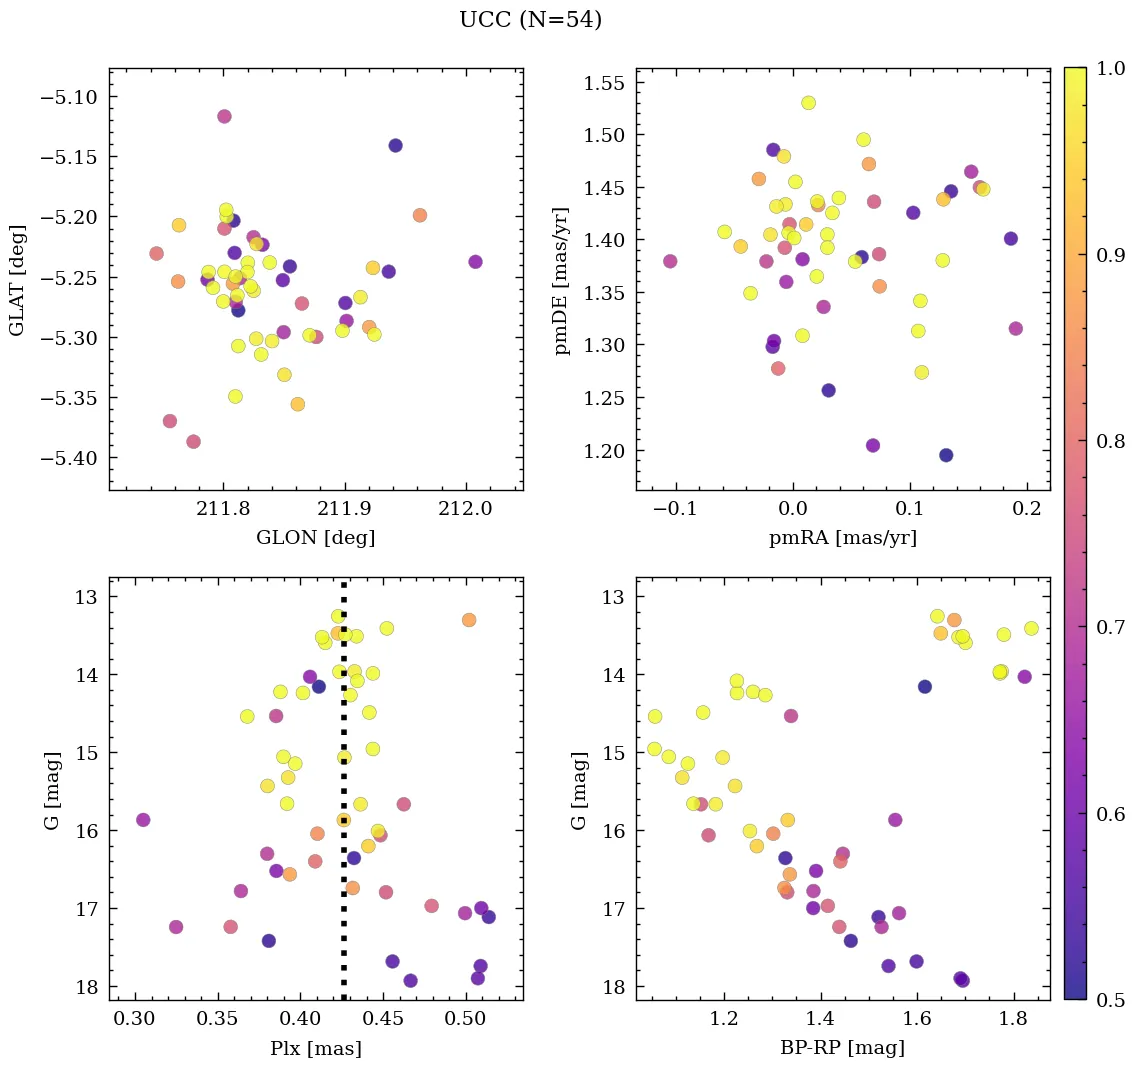 UCC (N=54)
−5.10
−5.15
−5.20
−5.25
−5.30
−5.35
−5.40
GLAT [deg]
211.8 211.9 212.0
GLON [deg]
1.55
1.50
1.45
1.40
1.35
1.30
1.25
1.20
pmDE [mas/yr]
−0.1 0.0 0.1 0.2
pmRA [mas/yr]
13
14
15
16
17
18
G [mag]
0.30 0.35 0.40 0.45 0.50
Plx [mas]
13
14
15
16
17
18
G [mag]
1.2 1.4 1.6 1.8
BP-RP [mag]
1.0
0.9
0.8
0.7
0.6
0.5